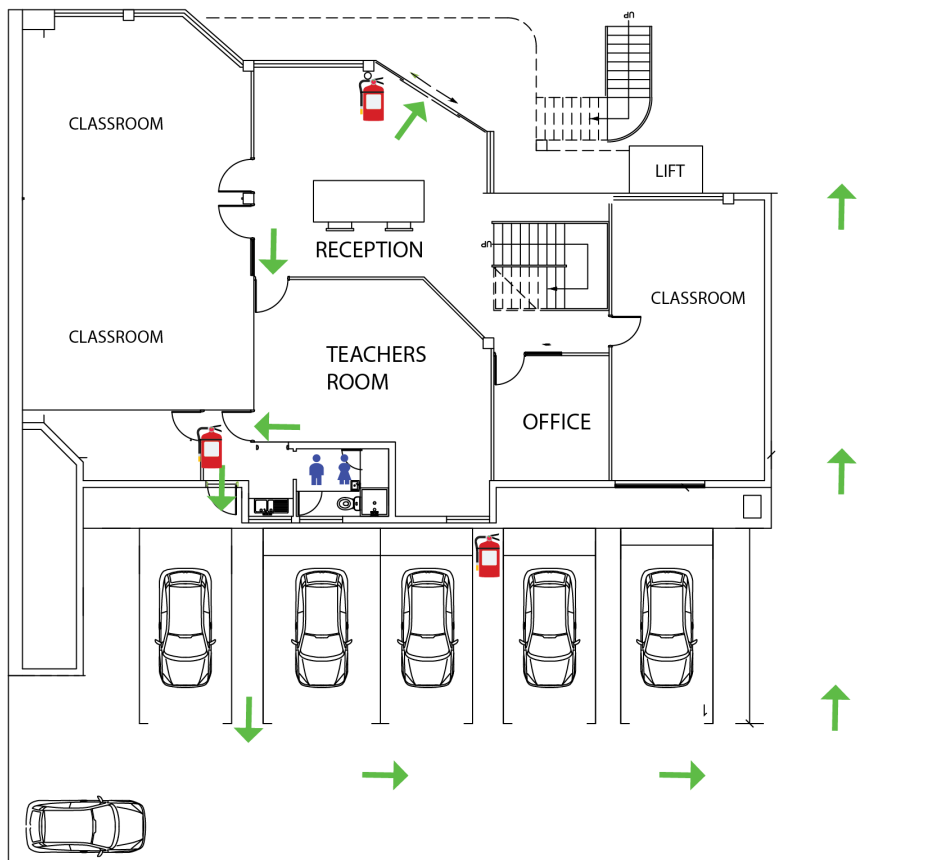 UP
CLASSROOM
LIFT
RECEPTION
UP
CLASSROOM
CLASSROOM
TEACHERS
ROOM
OFFICE